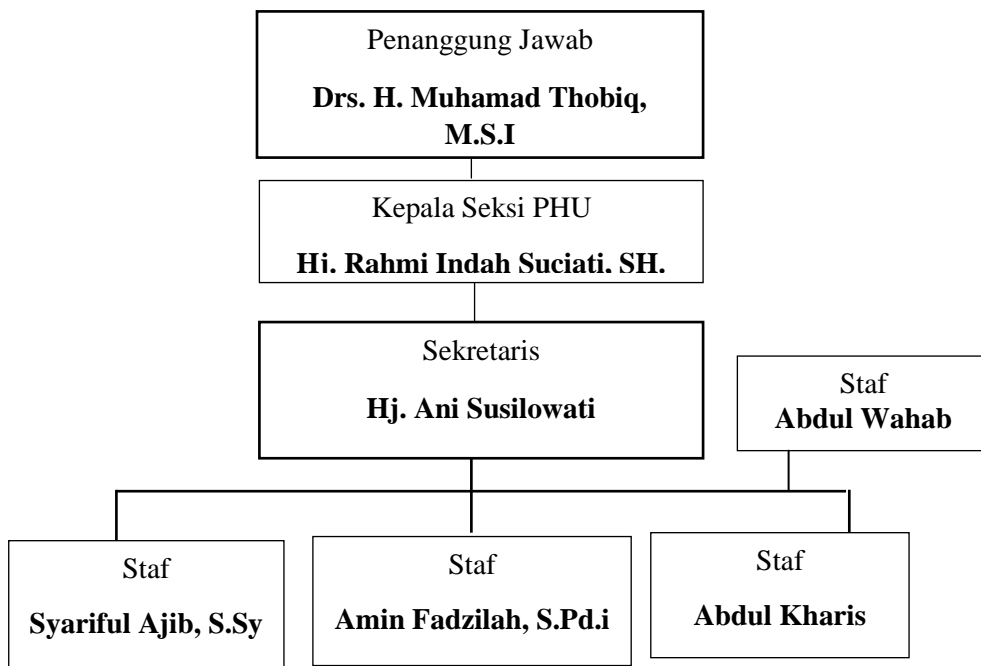 Penanggung Jawab
Drs. H. Muhamad Thobiq,
M.S.I
Kepala Seksi PHU
Hj. Rahmi Indah Suciati, SH.
Sekretaris
Hj. Ani Susilowati
Staf
Abdul Wahab
Staf
Syariful Ajib, S.Sy
Staf
Amin Fadzilah, S.Pd.i
Staf
Abdul Kharis